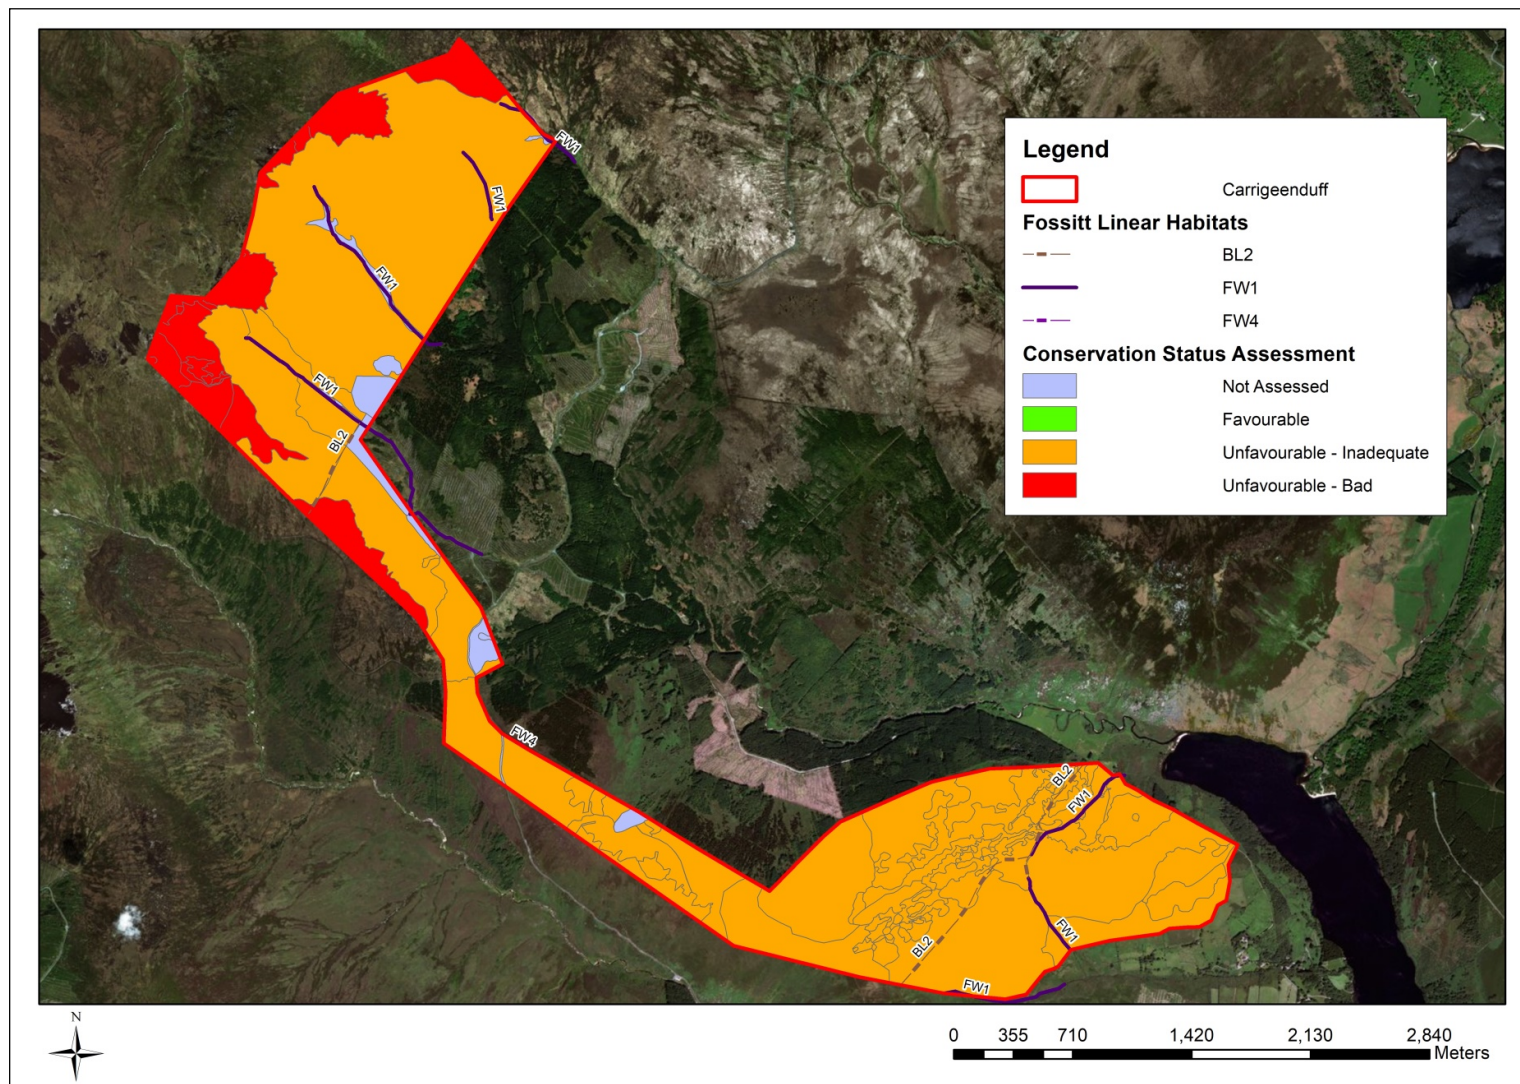 FW1
FW1
FW1
FW1
BL2
FW4
BL2
FW1
BL2
FW1
FW1
Legend
Carrigeenduff
Fossitt Linear Habitats
BL2
FW1
FW4
Conservation Status Assessment
Not Assessed
Favourable
Unfavourable - Inadequate
Unfavourable - Bad
N
0 355 710 1,420 2,130 2,840
Meters